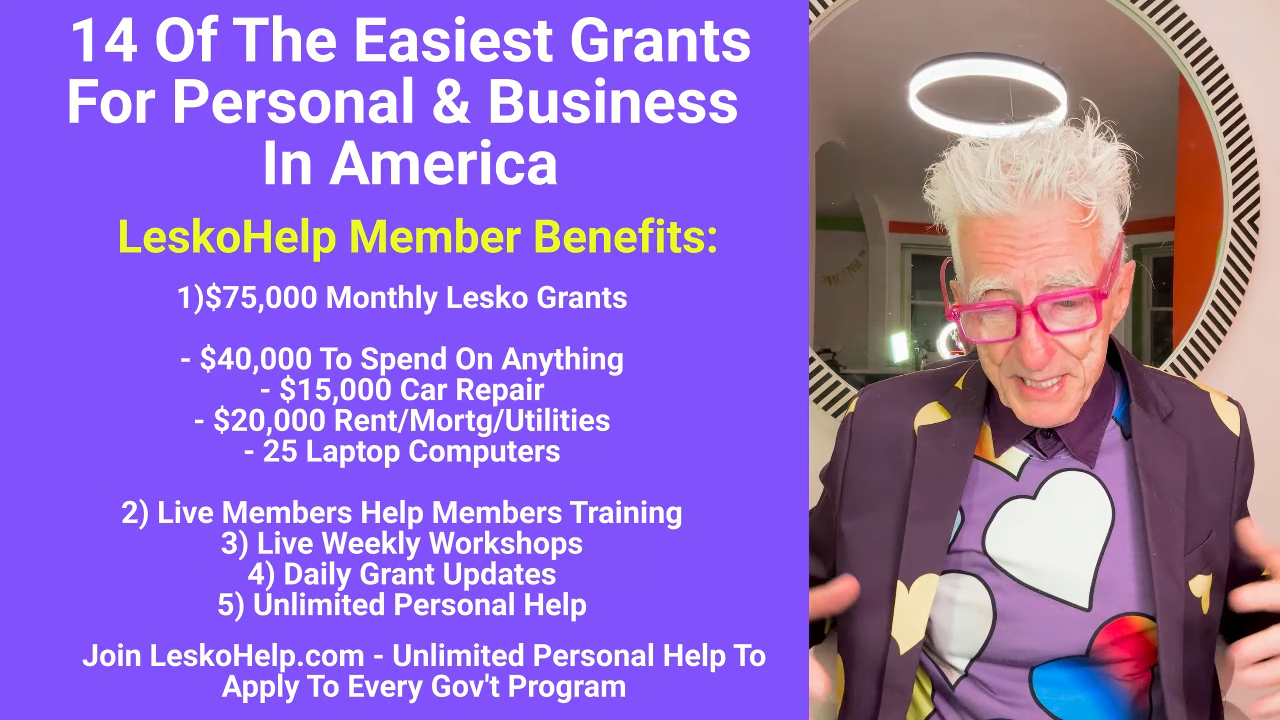 14 Of The Easiest Grants
For Personal & Business
In America
LeskoHelp Member Benefits:
1)$75,000 Monthly Lesko Grants
- $40,000 To Spend On Anything
- $15,000 Car Repair
- $20,000 Rent/Mortg/Utilities
- 25 Laptop Computers
2) Live Members Help Members Training
3) Live Weekly Workshops
4) Daily Grant Updates
5) Unlimited Personal Help
Join LeskoHelp.com - Unlimited Personal Help To
Apply To Every Gov't Program